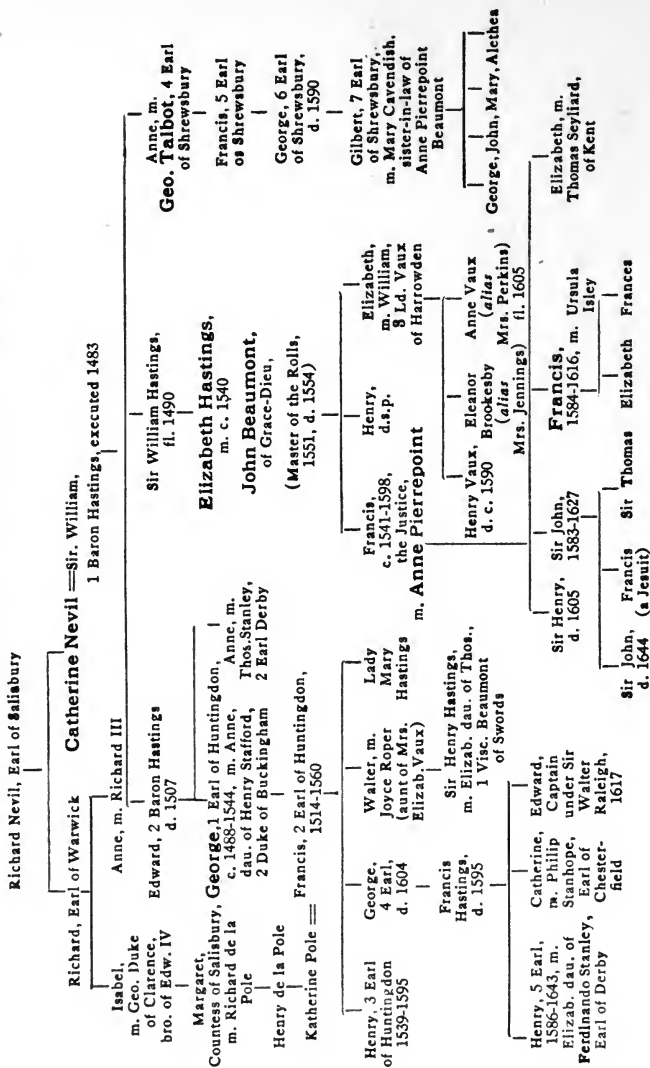 Richard Nevil, Earl of Salisbury
Richard, Earl of Warwick
Catherine Nevil = Sir. William,
1 Baron Hastings, executed 1483
Isabel,
m. Geo. Duke
of Clarence,
bro. of Edw. IV
Anne, m. Richard III
Edward, 2 Baron Hastings
d. 1507
Sir William Hastings,
fl. 1490
Anne, m.
Geo. Talbot, 4 Earl
of Shrewsbury
Margaret,
Countess of Salisbury,
m. Richard de la
Pole
George, 1 Earl of Huntingdon,
c. 1488-1544, m. Anne,
dau. of Henry Stafford,
2 Duke of Buckingham
Anne, m.
Thos. Stanley,
2 Earl Derby
Elizabeth Hastings,
m. c. 1540
John Beaumont,
of Grace-Dieu,
(Master of the Rolls,
1551, d. 1554)
Francis, 5 Earl
os Shrewsbury
George, 6 Earl
of Shrewsbury,
d. 1590
Henry de la Pole
Katherine Pole =
Francis, 2 Earl of Huntingdon,
1514-1560
Francis,
c. 1541-1598,
the Justice,
m. Anne Pierrepoint
Henry,
d.s.p.
Elizabeth,
m. William,
3 Ld. Vaux
of Harrowden
Gilbert, 7 Earl
of Shrewsbury,
m. Mary Cavendish,
sister-in-law of
Anne Pierrepoint
Beaumont
Henry, 3 Earl
of Huntingdon
1539-1595
George,
4 Earl,
d. 1604
Walter, m.
Joyce Roper
(aunt of Mrs.
Elizab. Vaux)
Lady
Mary
Hastings
Henry Vaux,
d. c. 1590
Eleanor
Brookesby
(alias
Mrs. Jennings)
Anne Vaux
(alias
Mrs. Perkins)
fl. 1605
George, John, Mary, Alethea
Francis
Hastings,
d. 1595
Sir Henry Hastings,
m. Elizab. dau. of Thos.,
1 Visc. Beaumont
of Swords
Sir Henry,
d. 1605
Sir John,
1583-1627
Francis,
1584-1616, m. Ursula
Isley
Elizabeth, m.
Thomas Seyliard,
of Kent
Henry, 5 Earl,
1586-1643, m.
Elizab. dau. of
Ferdinando Stanley,
Earl of Derby
Catherine,
m. Philip
Stanhope,
Earl of
Chester-
field
Edward,
Captain
under Sir
Walter
Raleigh,
1617
Sir John,
d. 1644
Francis
(a Jesuit)
Sir Thomas
Elizabeth
Frances